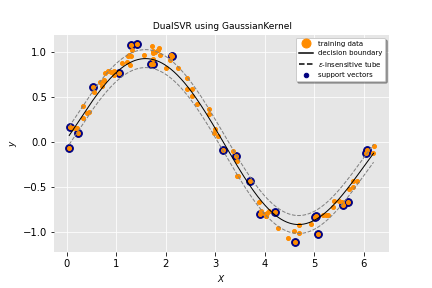 DualSVR using GaussianKernel
training data
decision boundary
ε-insensitive tube
support vectors
1.0
0.5
0.0
−0.5
−1.0
y
0
1
2
3
4
5
6
X